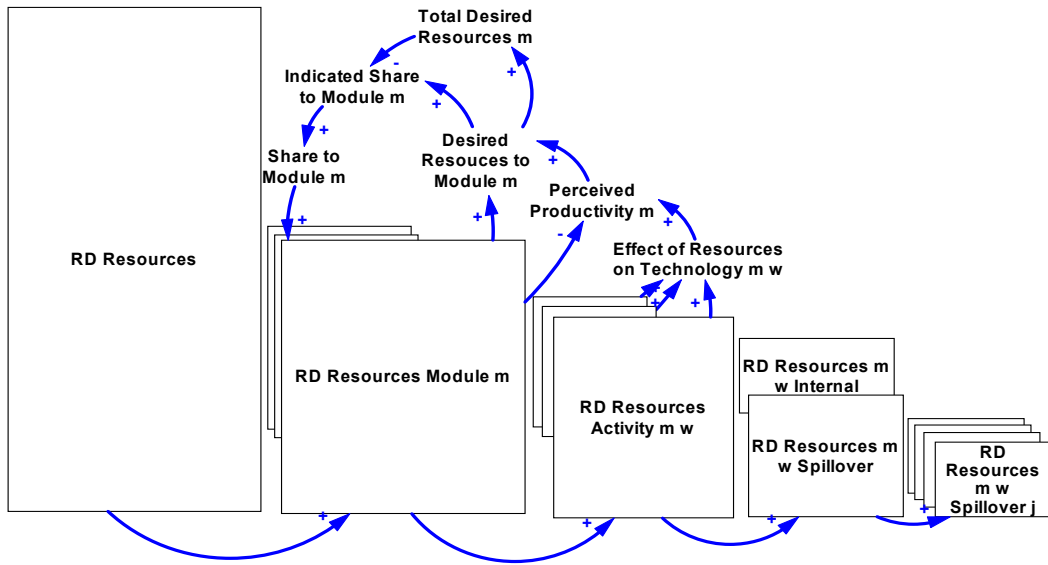 Total Desired
Resources m
-
+
Indicated Share
to Module m
+
+
Share to
Module m
Desired
Resouces to
Module m
+
Perceived
Productivity m
+
+
-
+
Effect of Resources
on Technology m w
RD Resources
+
+
+
RD Resources Module m
RD Resources m
w Internal
RD Resources
Activity m w
RD Resources m
w Spillover
RD
Resources
m w
Spillover j
+
+
+
+